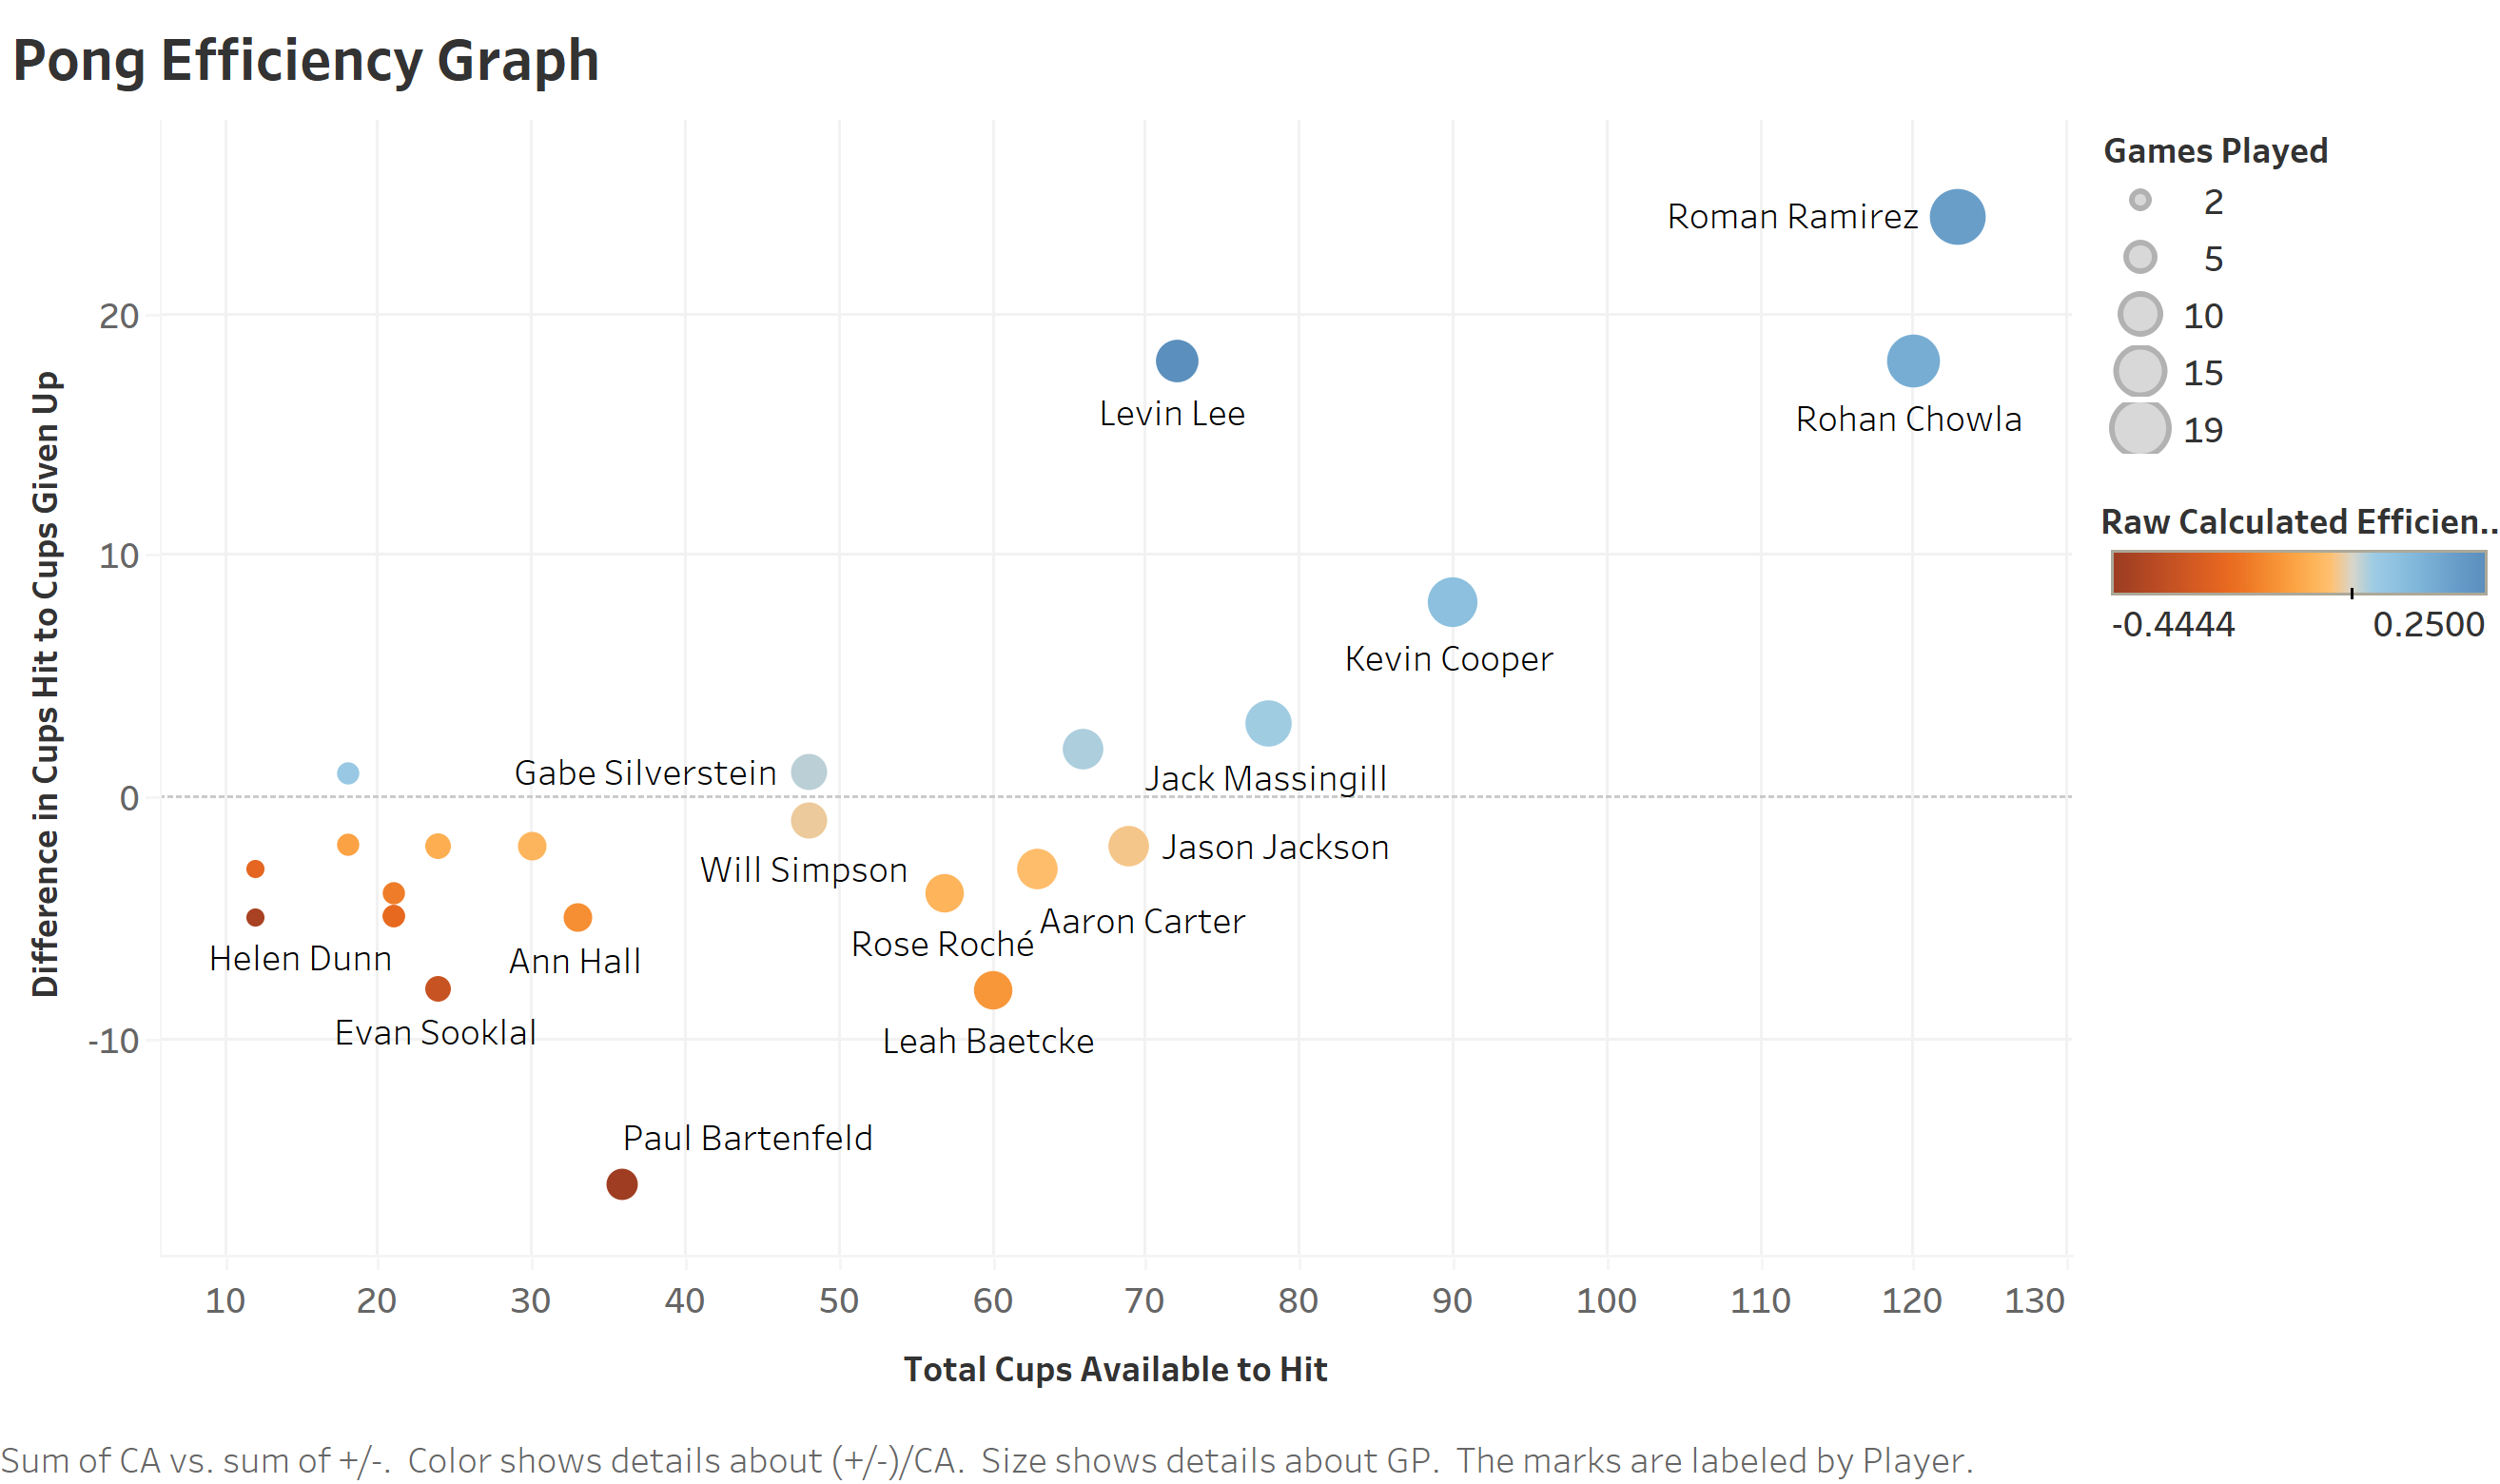 Pong Efficiency Graph
Games Played
2
5
10
15
19
Raw Calculated Efficien..
-0.4444
0.2500
Difference in Cups Hit to Cups Given Up
20
10
0
-10
Roman Ramirez
Levin Lee
Rohan Chowla
Kevin Cooper
Gabe Silverstein
Jack Massingill
Jason Jackson
Will Simpson
Aaron Carter
Rose Roché
Helen Dunn
Ann Hall
Evan Sooklal
Leah Baetcke
Paul Bartenfeld
10 20 30 40 50 60 70 80 90 100 110 120 130
Total Cups Available to Hit
Sum of CA vs. sum of +/-. Color shows details about (+/-)/CA. Size shows details about GP. The marks are labeled by Player.